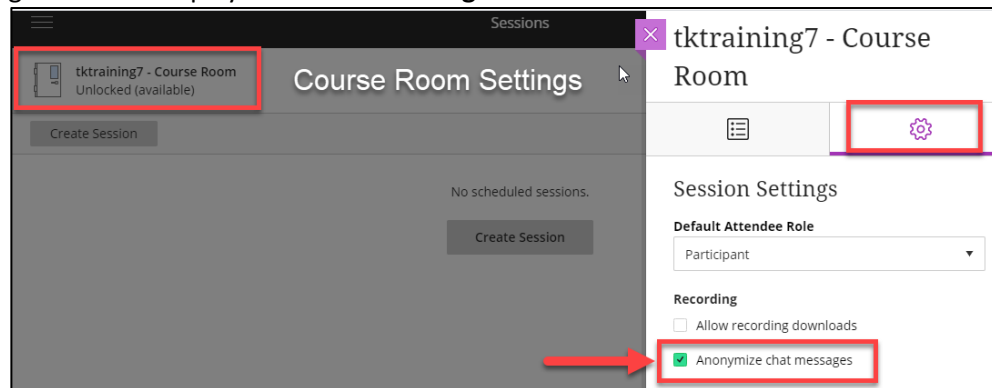 Sessions
tktraining7 - Course Room
Unlocked (available)
Course Room Settings
Create Session
No scheduled sessions.
Create Session
tktraining7 - Course
Room
Session Settings
Default Attendee Role
Participant
Recording
Allow recording downloads
Anonymize chat messages